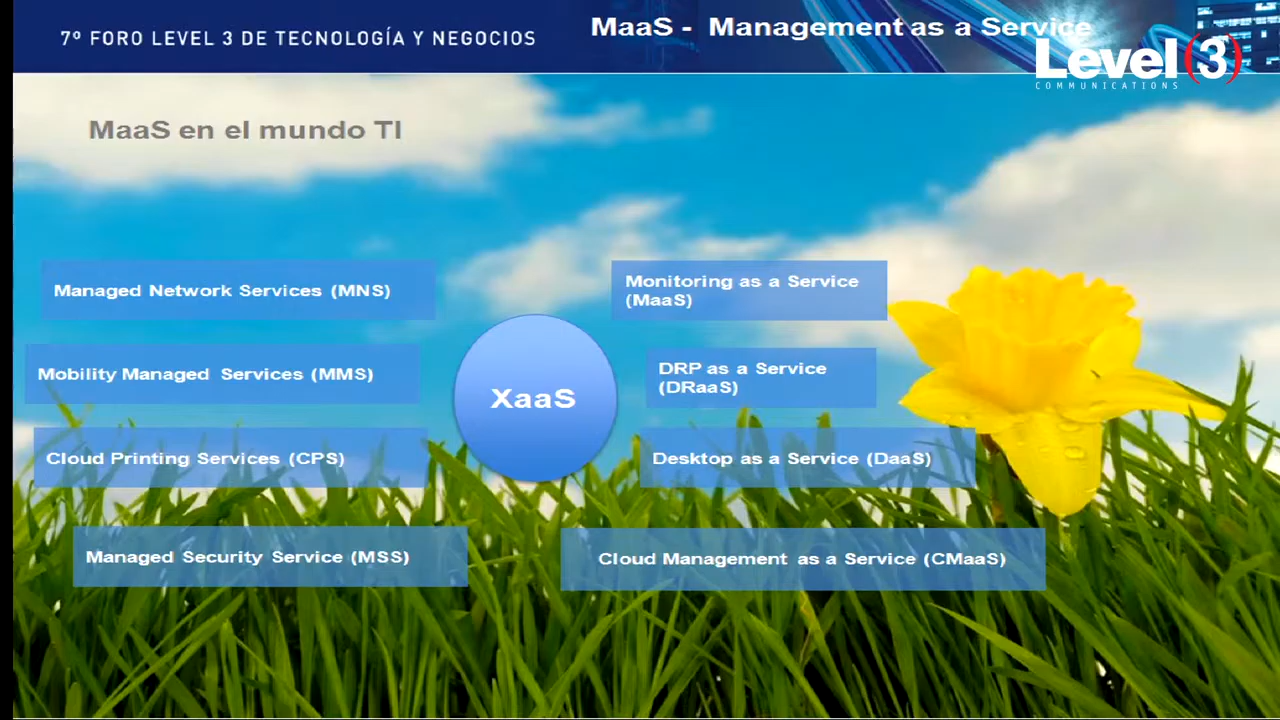 7º FORO LEVEL 3 DE TECNOLOGÍA Y NEGOCIOS
MaaS - Management as a Service
Level (3)
COMMUNICATIONS
MaaS en el mundo TI
Managed Network Services (MNS)
Mobility Managed Services (MMS)
Cloud Printing Services (CPS)
Managed Security Service (MSS)
XaaS
Monitoring as a Service
(MaaS)
DRP as a Service
(DRaaS)
Desktop as a Service (DaaS)
Cloud Management as a Service (CMaaS)